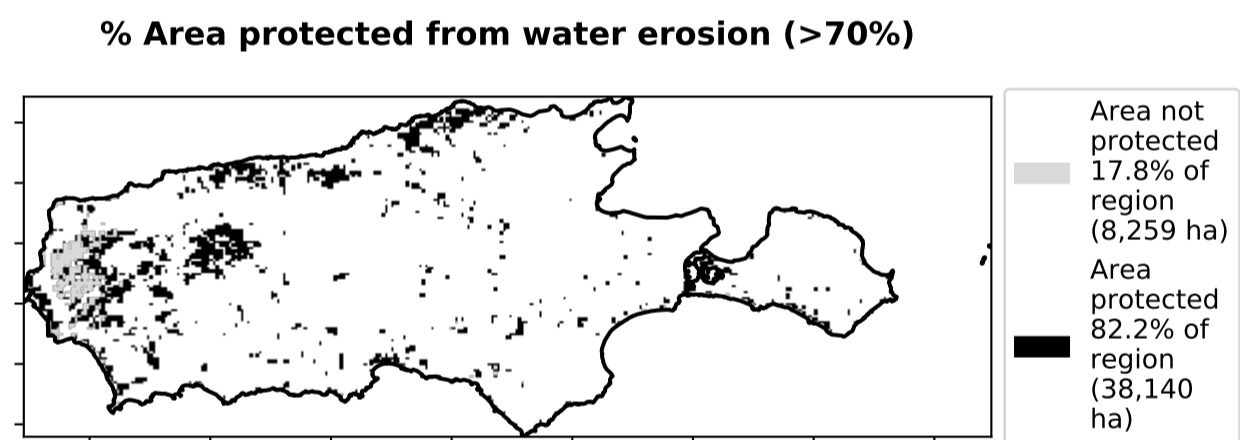 % Area protected from water erosion (>70%)
Area not
protected
17.8% of
region
(8,259 ha)
Area
protected
82.2% of
region
(38,140
ha)